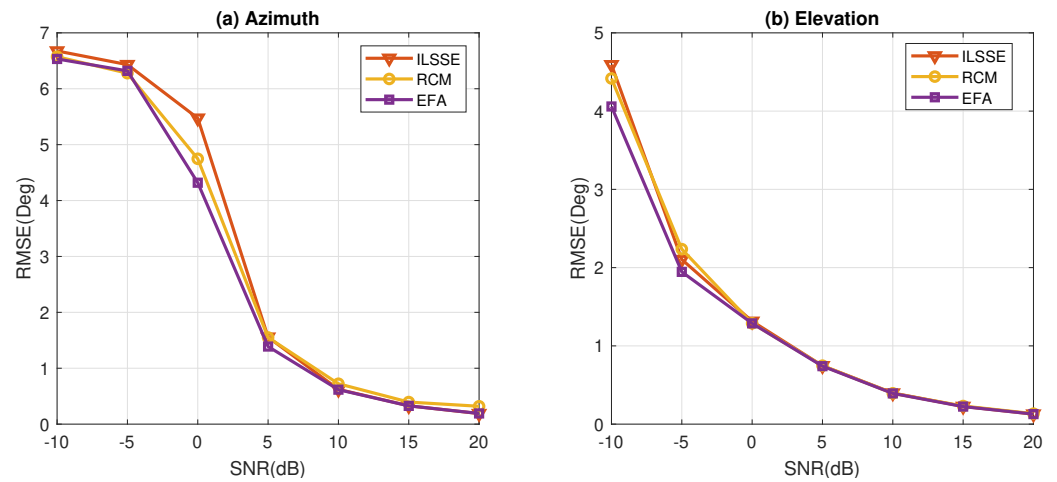 (a) Azimuth
7
6
5
4
3
2
1
0
RMSE(Deg)
-10 -5 0 5 10 15 20
SNR(dB)
ILSSE
RCM
EFA
(b) Elevation
5
4
3
2
1
0
RMSE(Deg)
-10 -5 0 5 10 15 20
SNR(dB)
ILSSE
RCM
EFA